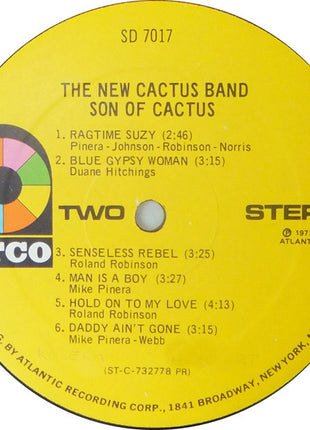 SD 7017
THE NEW CACTUS BAND
SON OF CACTUS
1. RAGTIME SUZY (2:46)
Pinera - Johnson - Robinson - Norris
2. BLUE GYPSY WOMAN (3:15)
Duane Hitchings
TWO
STER
TCO
℗ 197
ATLANTI
3. SENSELESS REBEL (3:25)
Roland Robinson
4. MAN IS A BOY (3:27)
Mike Pinera
5. HOLD ON TO MY LOVE (4:13)
Roland Robinson
6. DADDY AIN'T GONE (3:15)
Mike Pinera - Webb
(ST-C-732778 PR)
G. BY ATLANTIC RECORDING CORP., 1841 BROADWAY, NEW YORK, N